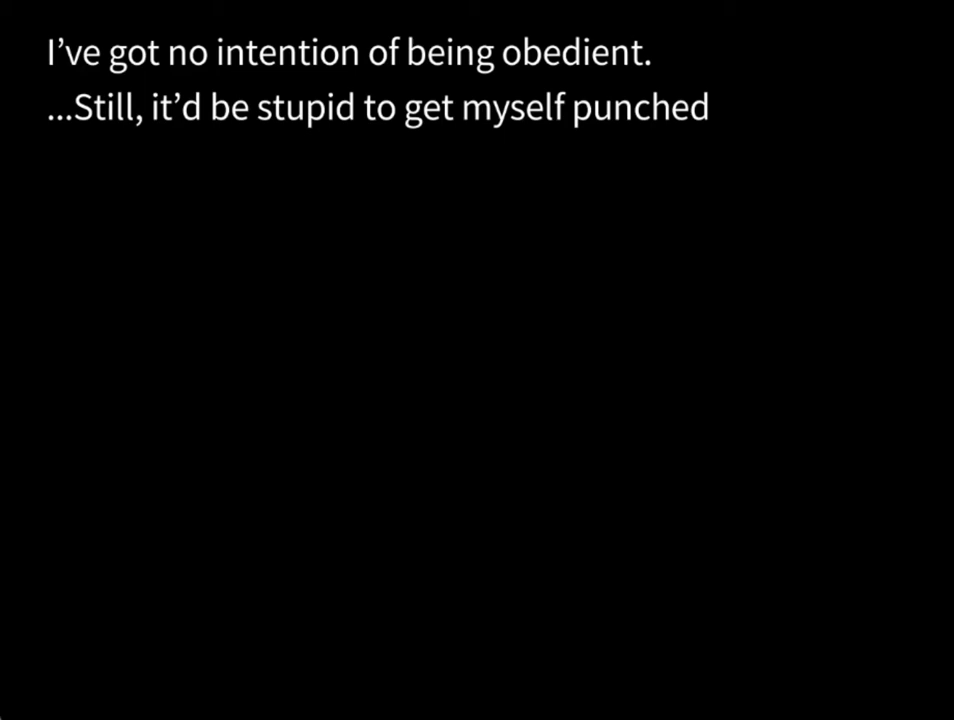 I’ve got no intention of being obedient.
...Still, it’d be stupid to get myself punched